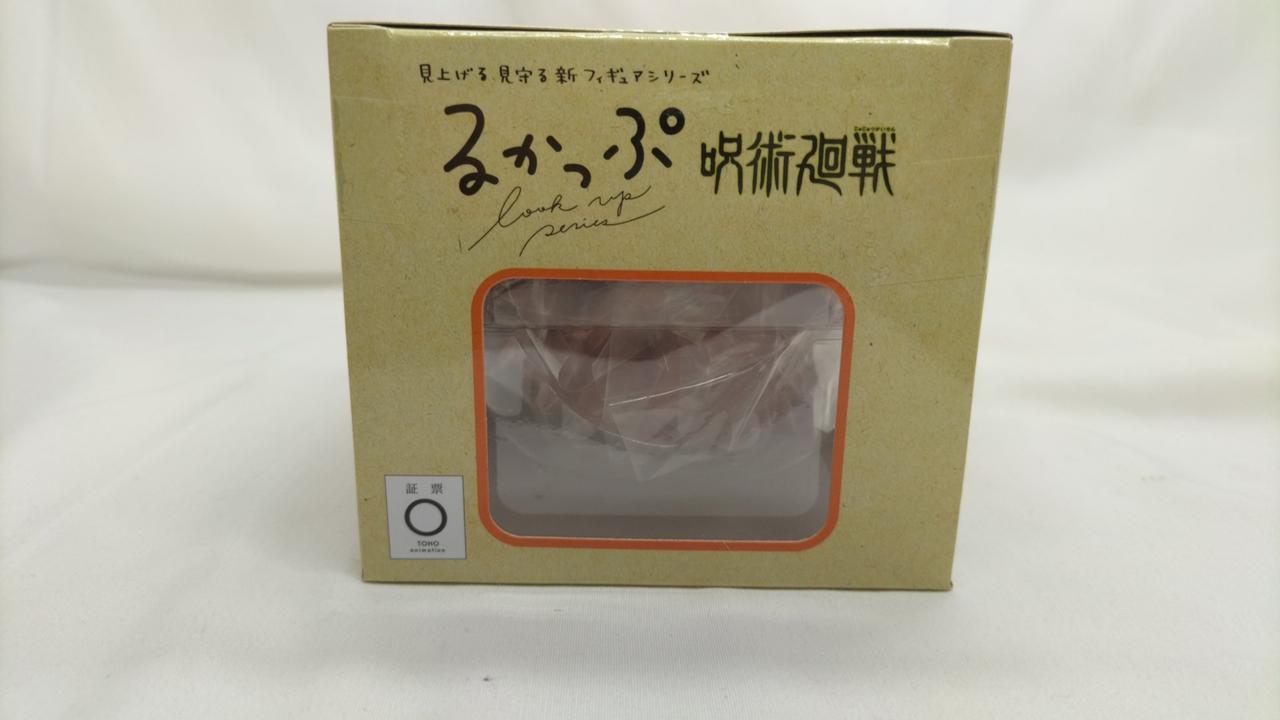 見上げる 見守る 新フィギュアシリーズ
るかっぷ
look up
series
じゅじゅつかいせん
呪術廻戦
証 票
TOHO
animation